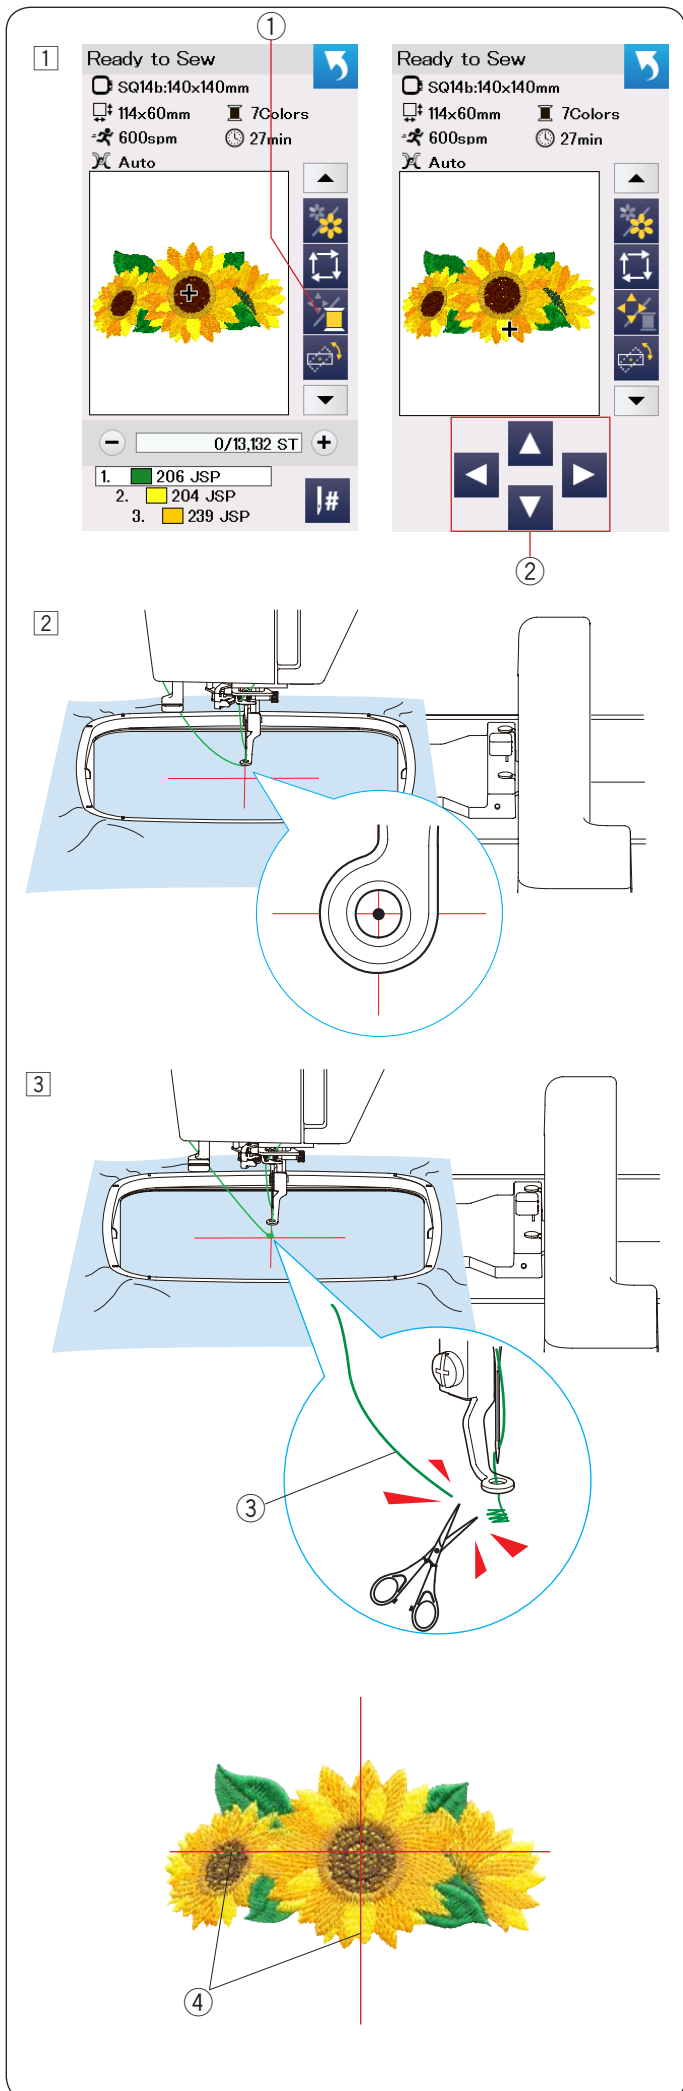 ①
1
Ready to Sew
SQ14b:140x140mm
114x60mm 7Colors
600spm 27min
Auto
0/13,132 ST
1. 206 JSP
2. 204 JSP
3. 239 JSP
#
Ready to Sew
SQ14b:140x140mm
114x60mm 7Colors
600spm 27min
Auto
②
2
3
③
④